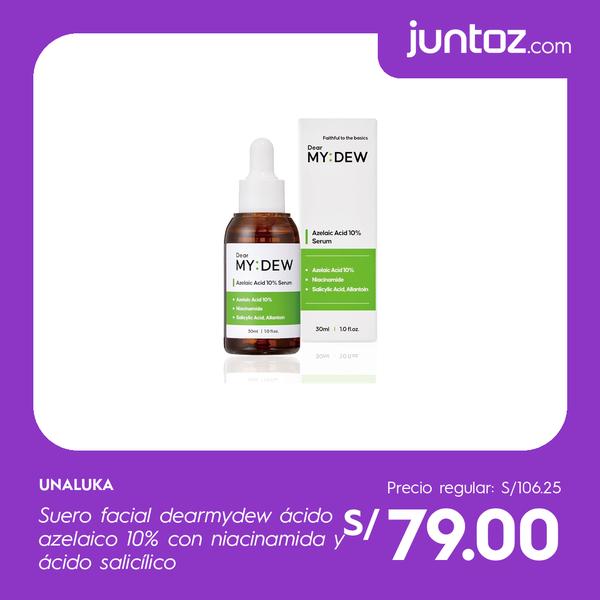 juntoz.com
Faithful to the basics
Dear
MY:DEW
Azelaic Acid 10%
Serum
Azelaic Acid 10%
Niacinamide
Salicylic Acid, Allantoin
30ml | 1.0 fl.oz.
Dear
MY:DEW
Azelaic Acid 10% Serum
Azelaic Acid 10%
Niacinamide
Salicylic Acid, Allantoin
30ml | 1.0 fl.oz.
UNALUKA
Suero facial dearmydew ácido
azelaico 10% con niacinamida y
ácido salicílico
Precio regular: S/106.25
S/79.00